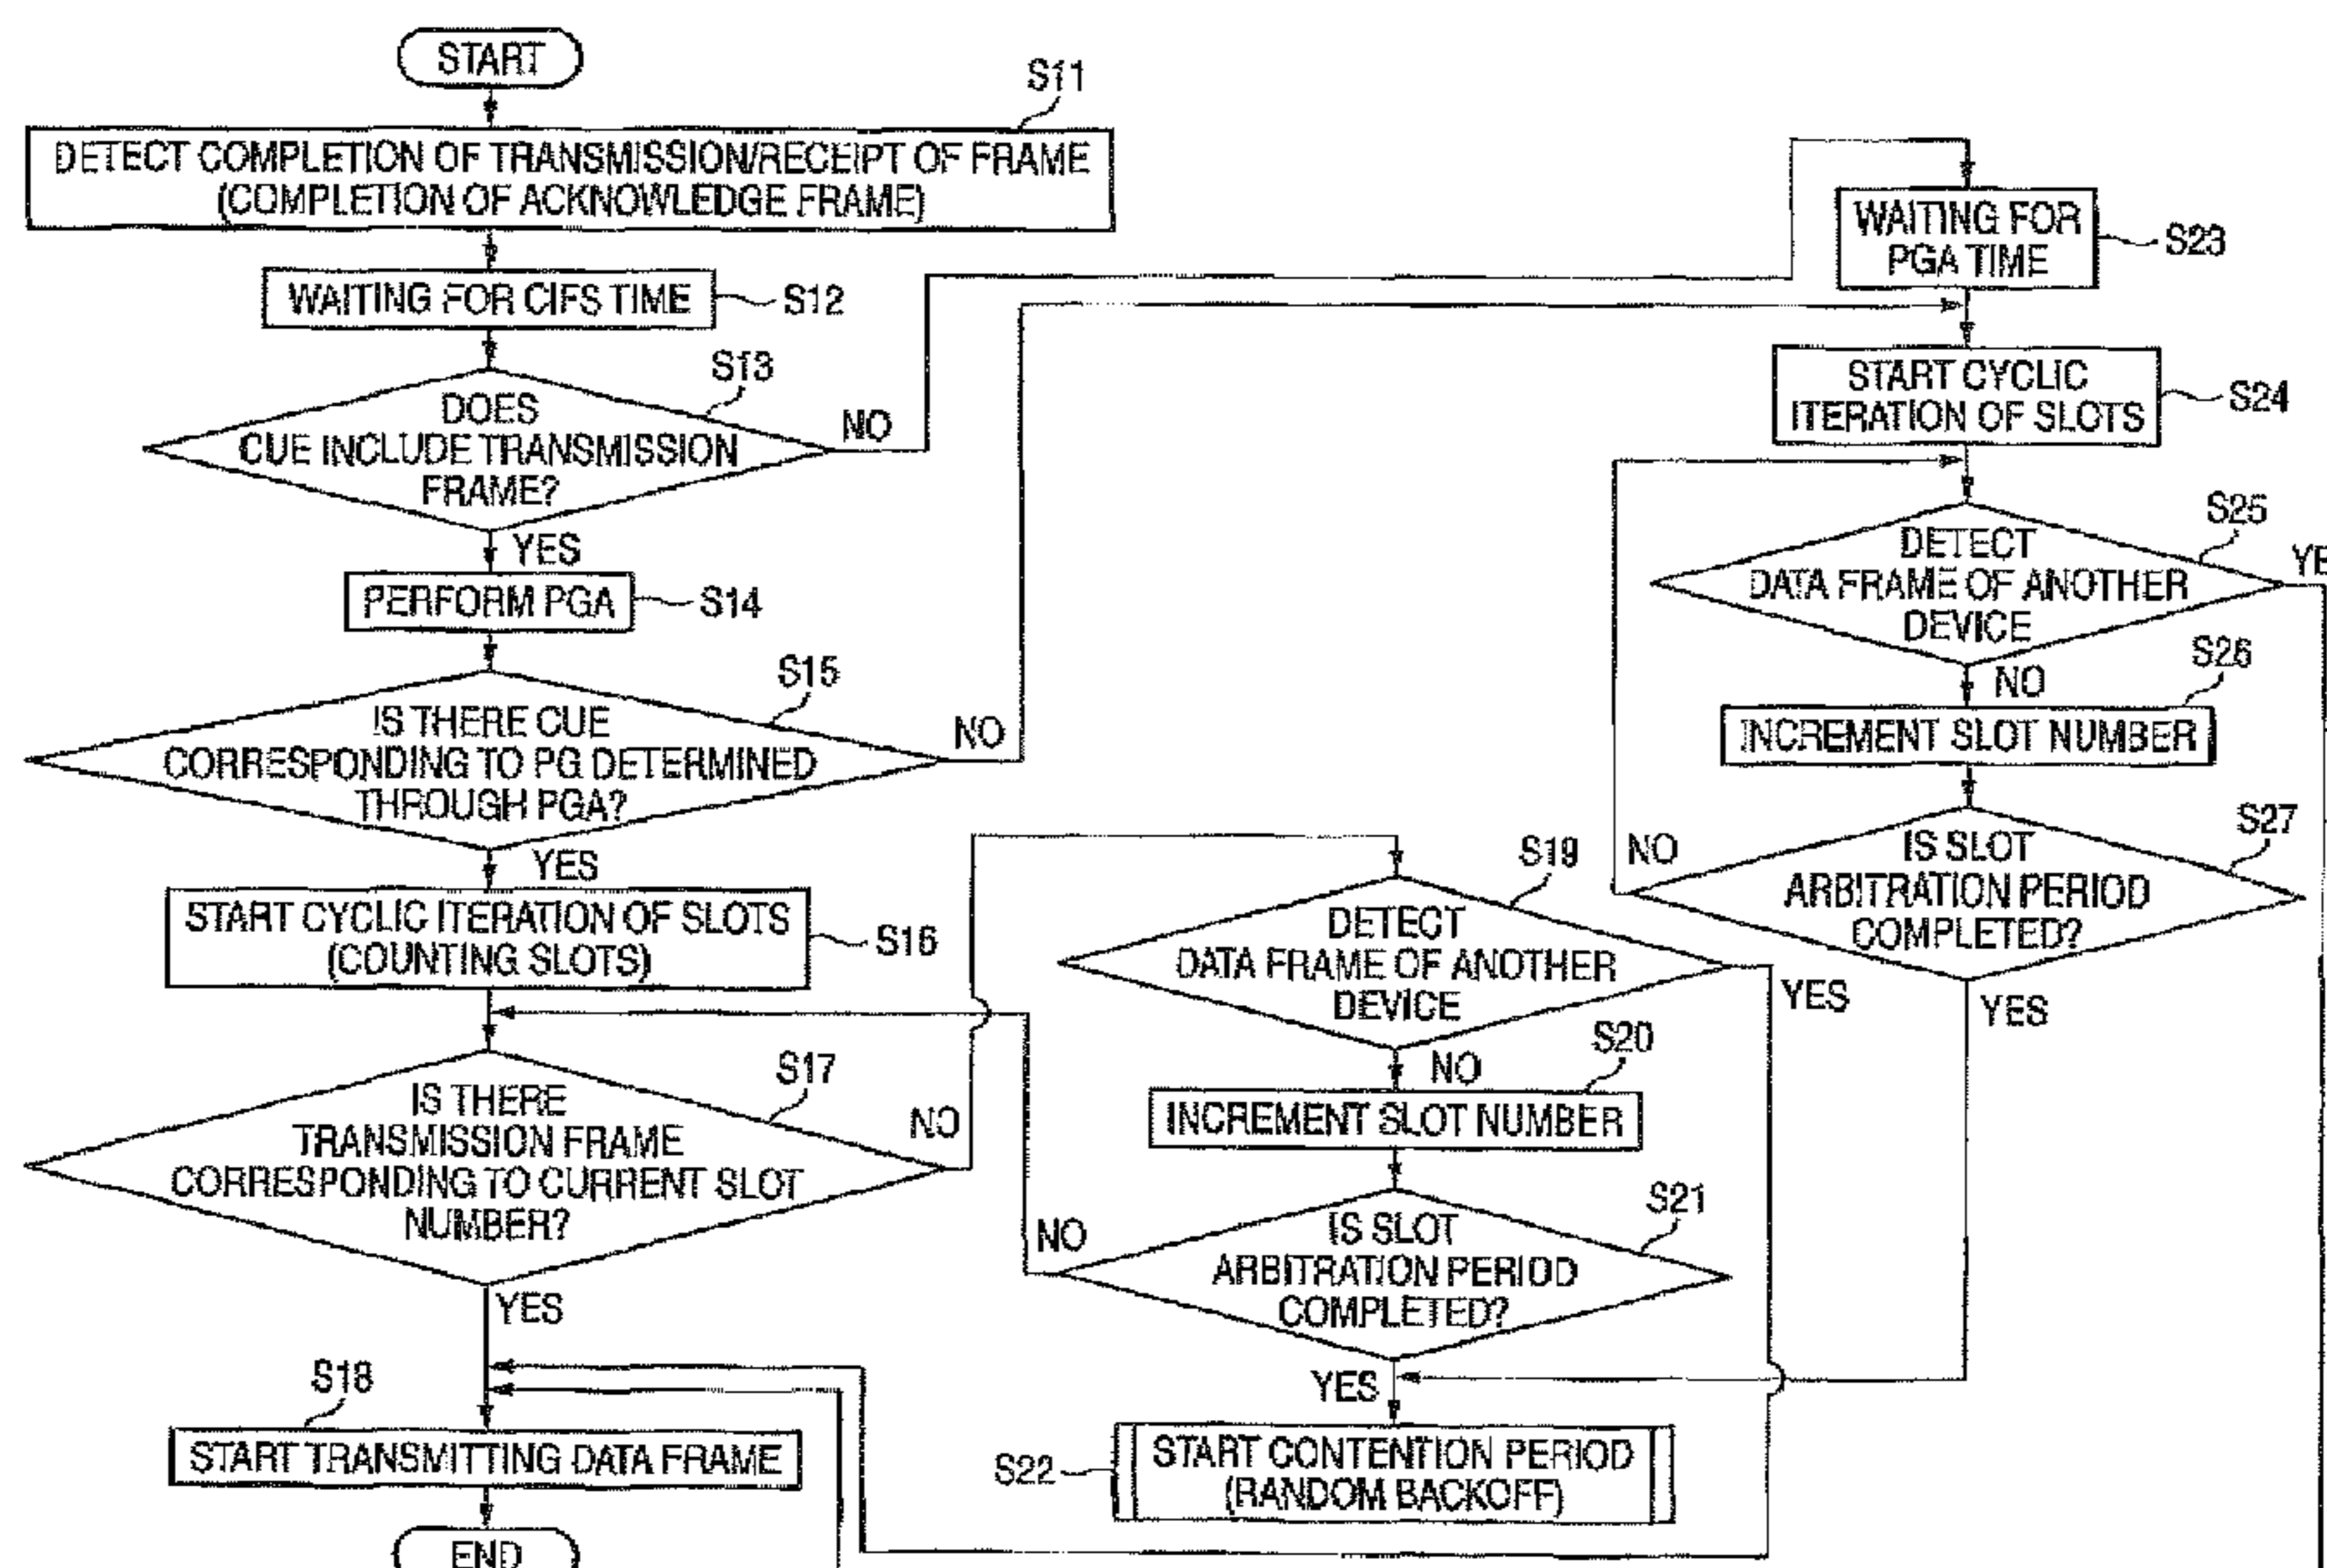 START
S11
DETECT COMPLETION OF TRANSMISSION/RECEIPT OF FRAME
(COMPLETION OF ACKNOWLEDGE FRAME)
WAITING FOR CIFS TIME
S12
S13
DOES
CUE INCLUDE TRANSMISSION
FRAME?
NO
YES
PERFORM PGA
S14
S15
IS THERE CUE
CORRESPONDING TO PG DETERMINED
THROUGH PGA?
NO
YES
START CYCLIC ITERATION OF SLOTS
(COUNTING SLOTS)
S16
S17
IS THERE
TRANSMISSION FRAME
CORRESPONDING TO CURRENT SLOT
NUMBER?
NO
YES
S18
START TRANSMITTING DATA FRAME
END
S19
DETECT
DATA FRAME OF ANOTHER
DEVICE
YES
NO
S20
INCREMENT SLOT NUMBER
S21
IS SLOT
ARBITRATION PERIOD
COMPLETED?
NO
YES
S22
START CONTENTION PERIOD
(RANDOM BACKOFF)
WAITING FOR
PGA TIME
S23
START CYCLIC
ITERATION OF SLOTS
S24
S25
DETECT
DATA FRAME OF ANOTHER
DEVICE
YE
NO
S26
INCREMENT SLOT NUMBER
S27
IS SLOT
ARBITRATION PERIOD
COMPLETED?
NO
YES